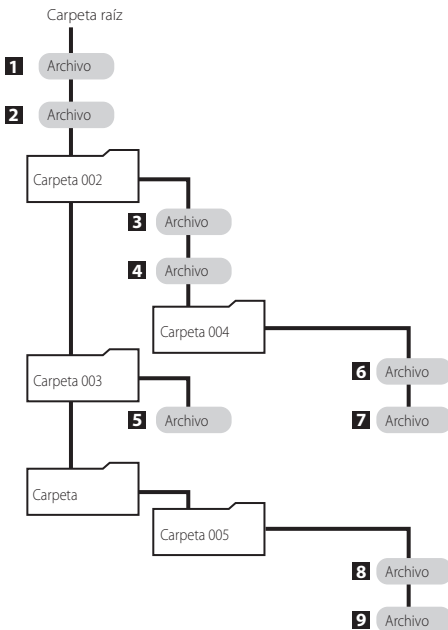 Carpeta raíz
1 Archivo
2 Archivo
Carpeta 002
3 Archivo
4 Archivo
Carpeta 004
Carpeta 003
6 Archivo
5 Archivo
7 Archivo
Carpeta
Carpeta 005
8 Archivo
9 Archivo